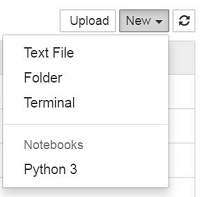 Upload New
Text File
Folder
Terminal
Notebooks
Python 3